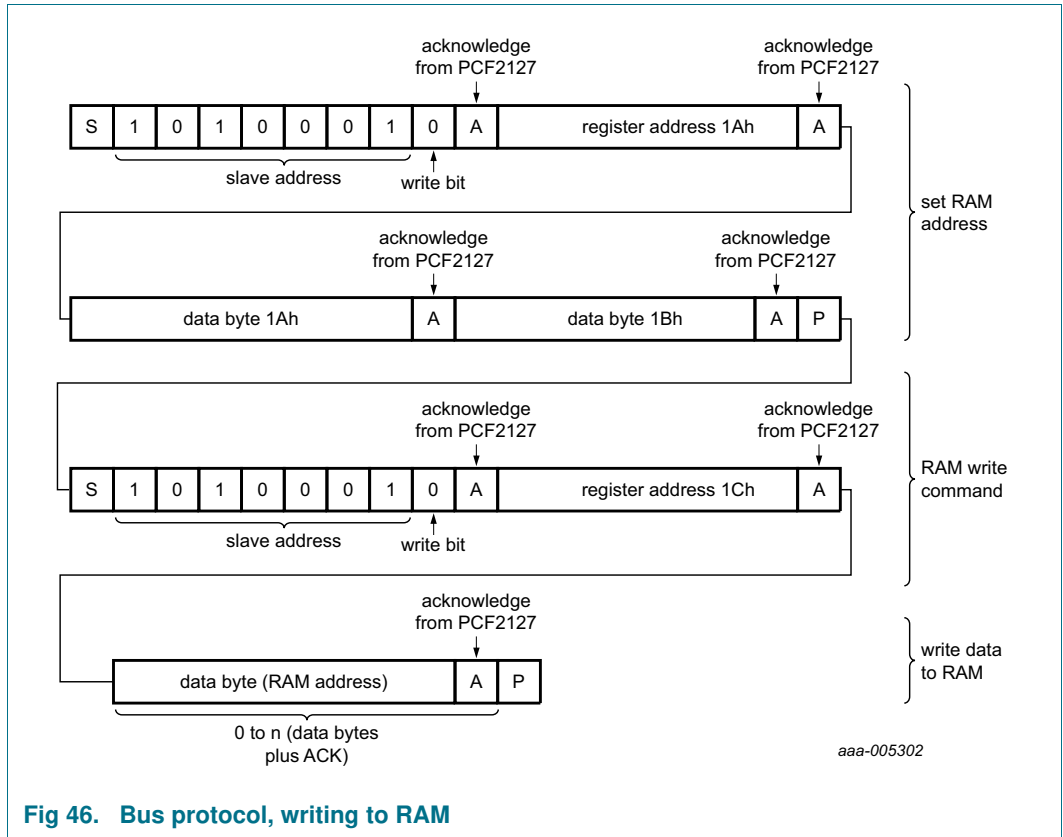 acknowledge
from PCF2127
acknowledge
from PCF2127
S 1 0 1 0 0 0 1 0 A register address 1Ah A
slave address
write bit
set RAM
address
acknowledge
from PCF2127
acknowledge
from PCF2127
data byte 1Ah A data byte 1Bh A P
acknowledge
from PCF2127
acknowledge
from PCF2127
S 1 0 1 0 0 0 1 0 A register address 1Ch A
slave address
write bit
RAM write
command
acknowledge
from PCF2127
data byte (RAM address) A P
write data
to RAM
0 to n (data bytes
plus ACK)
aaa-005302
Fig 46. Bus protocol, writing to RAM